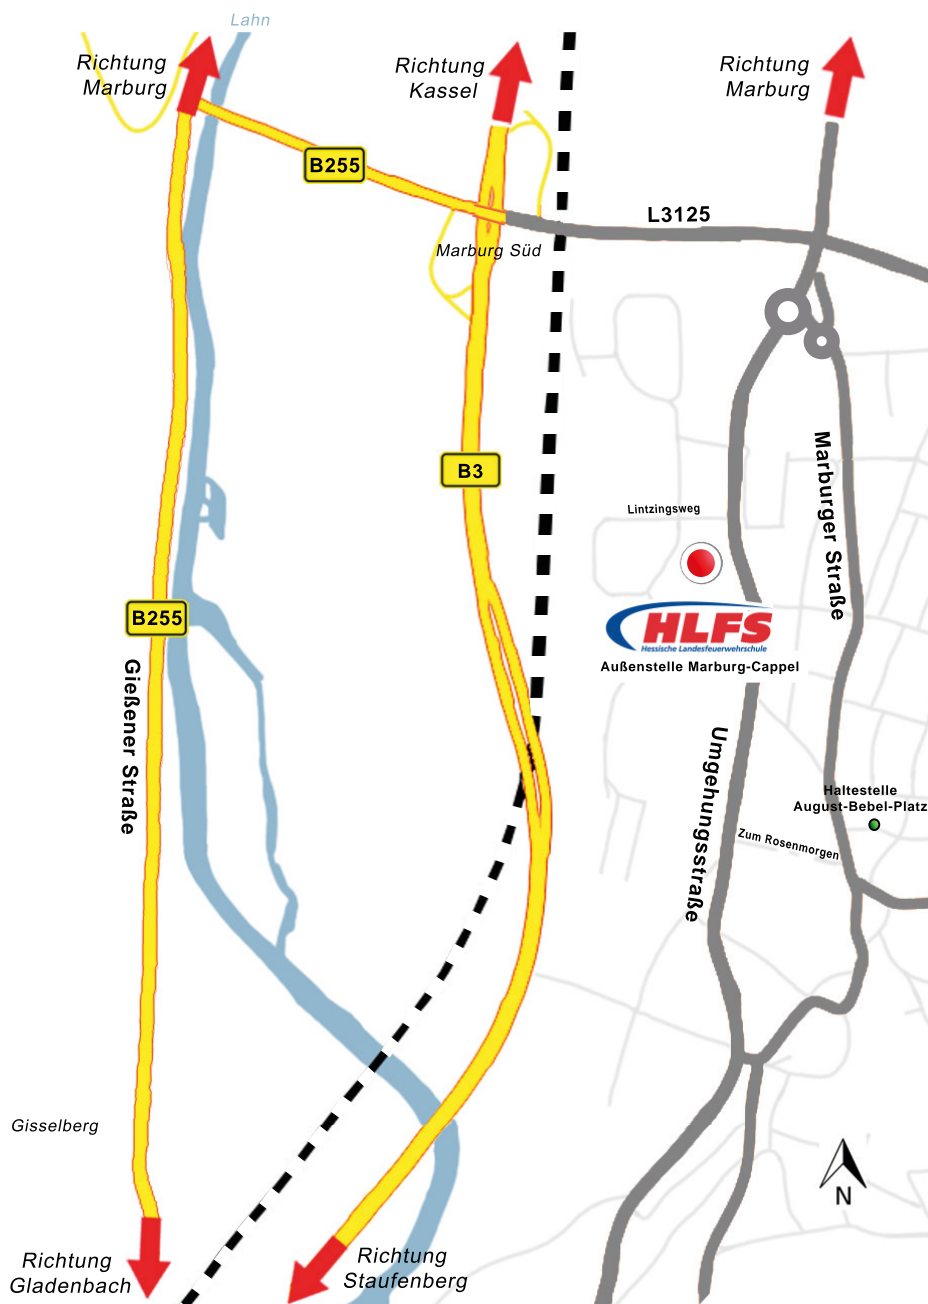 Lahn
Richtung
Marburg
Richtung
Kassel
Richtung
Marburg
B255
L3125
Marburg Süd
B3
Marburger Straße
Lintzingsweg
B255
HLFS
Hessische Landesfeuerwehrschule
Außenstelle Marburg-Cappel
Gießener Straße
Umgehungsstraße
Haltestelle
August-Bebel-Platz
Zum Rosenmorgen
Gisselberg
N
Richtung
Gladenbach
Richtung
Staufenberg